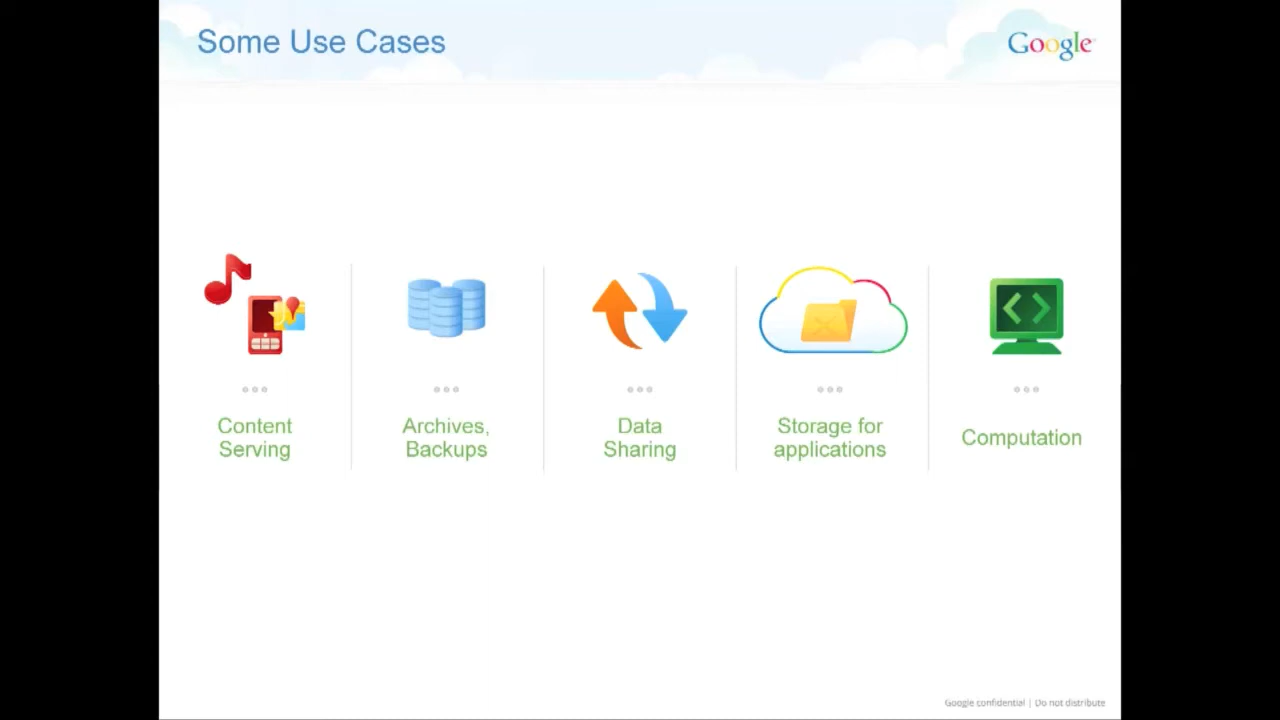 Some Use Cases
Google
Content
Serving
Archives,
Backups
Data
Sharing
Storage for
applications
Computation
Google confidential | Do not distribute